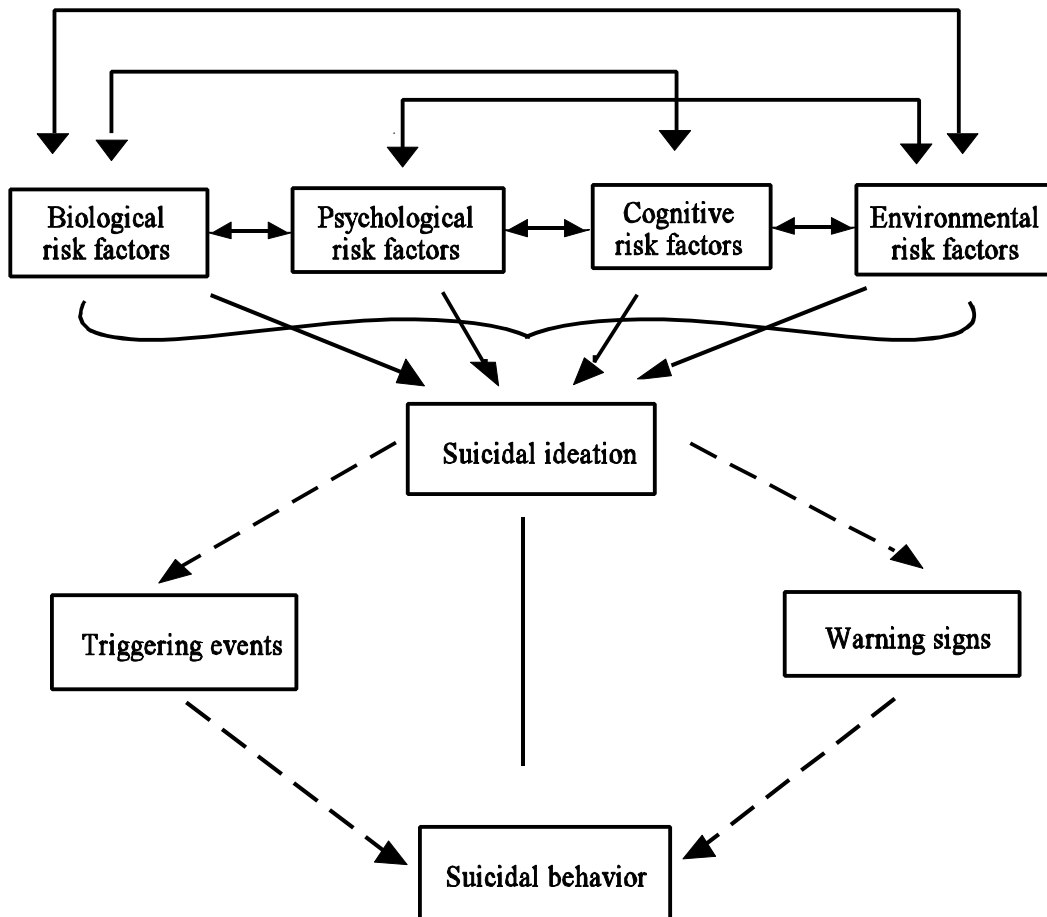 Biological
risk factors
Psychological
risk factors
Cognitive
risk factors
Environmental
risk factors
Suicidal ideation
Triggering events
Warning signs
Suicidal behavior